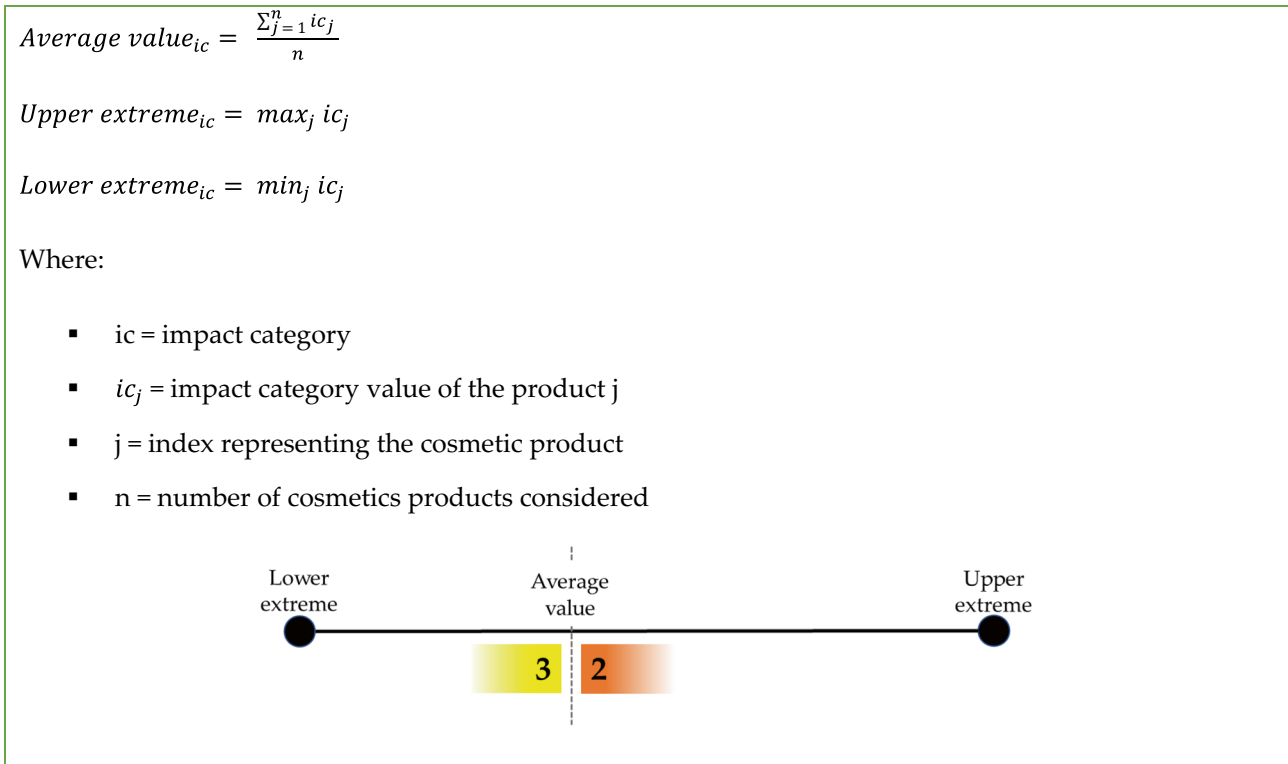 Average value_ic = \frac{\sum_{j=1}^{n} ic_j}{n}
Upper extreme_ic = max_j ic_j
Lower extreme_ic = min_j ic_j
Where:
▪ ic = impact category
▪ ic_j = impact category value of the product j
▪ j = index representing the cosmetic product
▪ n = number of cosmetics products considered
Lower
extreme
Average
value
Upper
extreme
3
2